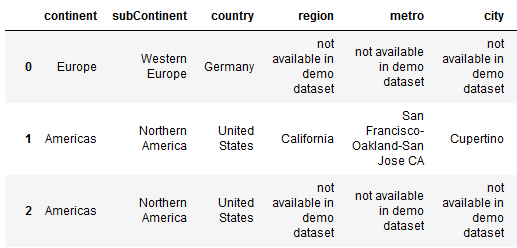 continent subContinent country region metro city
0 Europe Western Europe Germany not available in demo dataset not available in demo dataset not available in demo dataset
1 Americas Northern America United States California San Francisco-Oakland-San Jose CA Cupertino
2 Americas Northern America United States not available in demo dataset not available in demo dataset not available in demo dataset